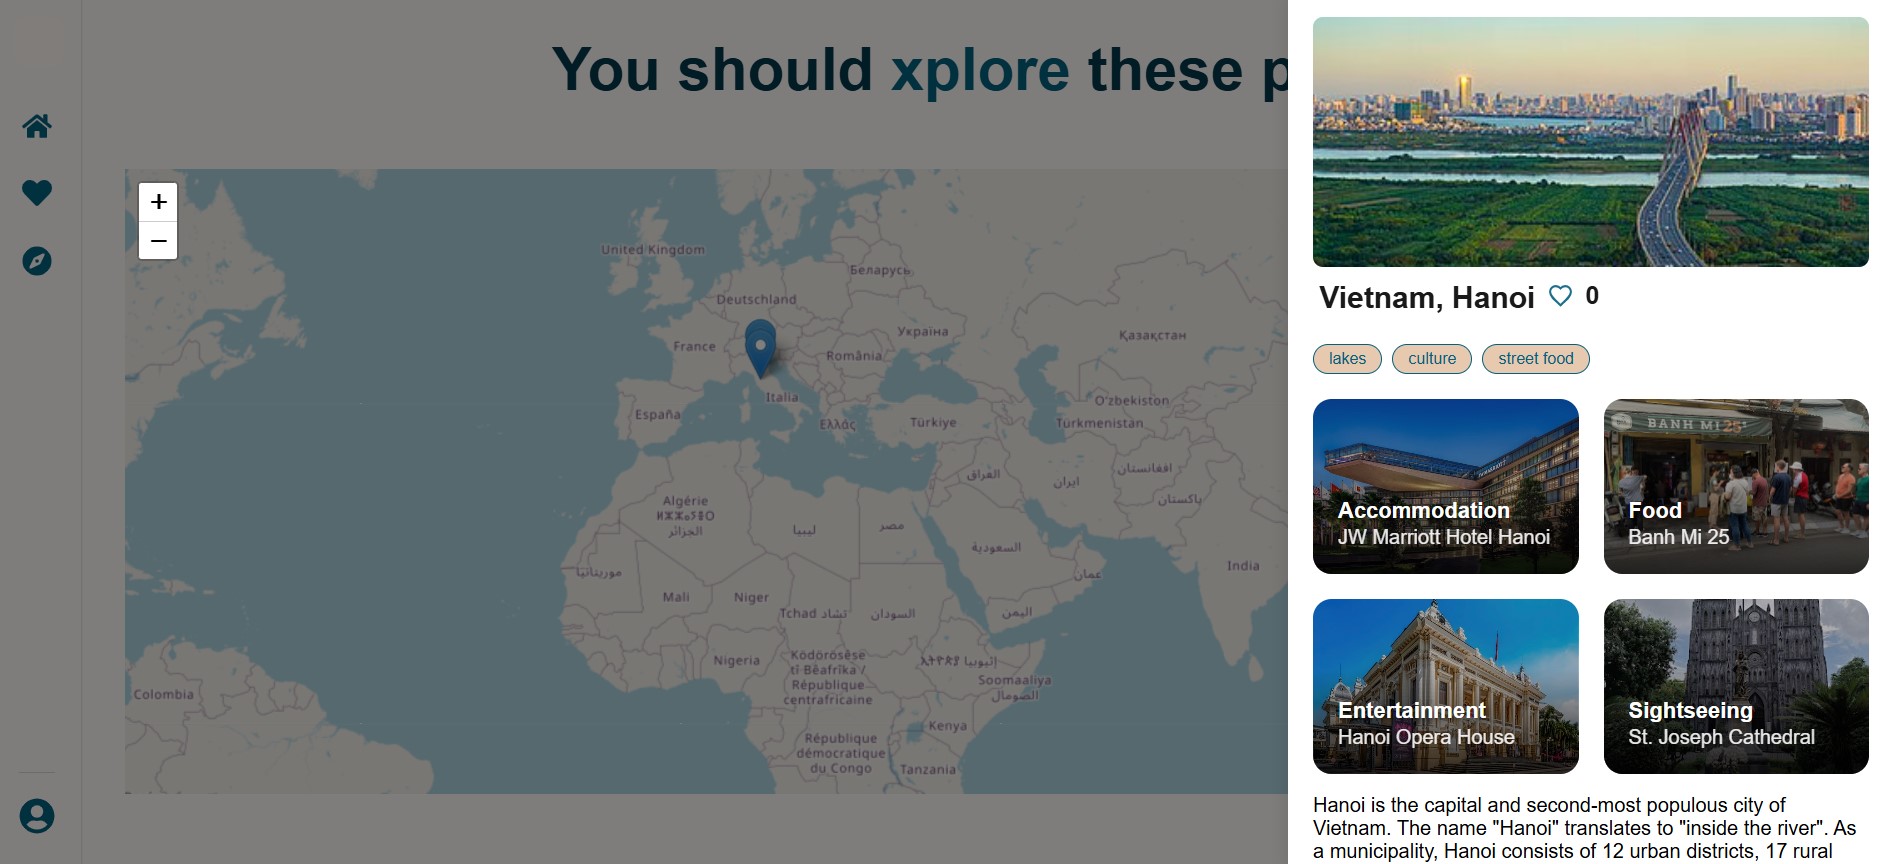 You should xplore these p
+
−
United Kingdom
Беларусь
Deutschland
Україна
Қазақстан
France
România
Italia
O'zbekiston
España
Ελλάς
Türkiye
Türkmenistan
افغانستان
العراق
ایران
پاکستان
Algérie
ⵍⵣⵣⴰⵢⴻⵔ
الجزائر
ليبيا
مصر
السعودية
عمان
India
موريتانيا
Mali
Niger
Tchad تشاد
السودان
اليمن
Nigeria
Ködörösêse
tî Bêafrîka /
République
centrafricaine
Soomaaliya
الصومال
Colombia
Kenya
République
démocratique
du Congo
Tanzania
Vietnam, Hanoi 0
lakes culture street food
BANH MI 25
JW MARRIOTT
Accommodation
JW Marriott Hotel Hanoi
Food
Banh Mi 25
Entertainment
Hanoi Opera House
Sightseeing
St. Joseph Cathedral
Hanoi is the capital and second-most populous city of
Vietnam. The name "Hanoi" translates to "inside the river". As
a municipality, Hanoi consists of 12 urban districts, 17 rural